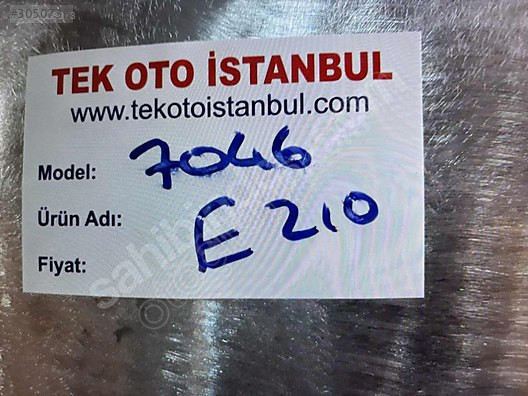 TEK OTO İSTANBUL
www.tekotoistanbul.com
Model: 7046
Ürün Adı: E 210
Fiyat: